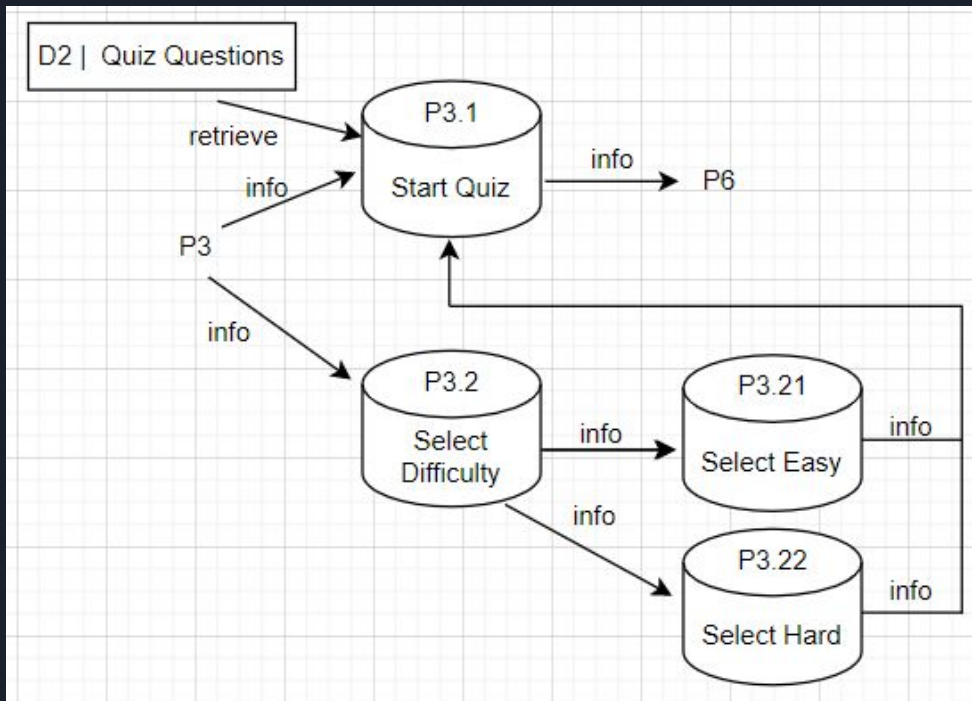 D2 | Quiz Questions
P3.1
retrieve
info
Start Quiz
info
P6
P3
info
P3.2
Select
Difficulty
info
P3.21
Select Easy
info
info
P3.22
Select Hard
info